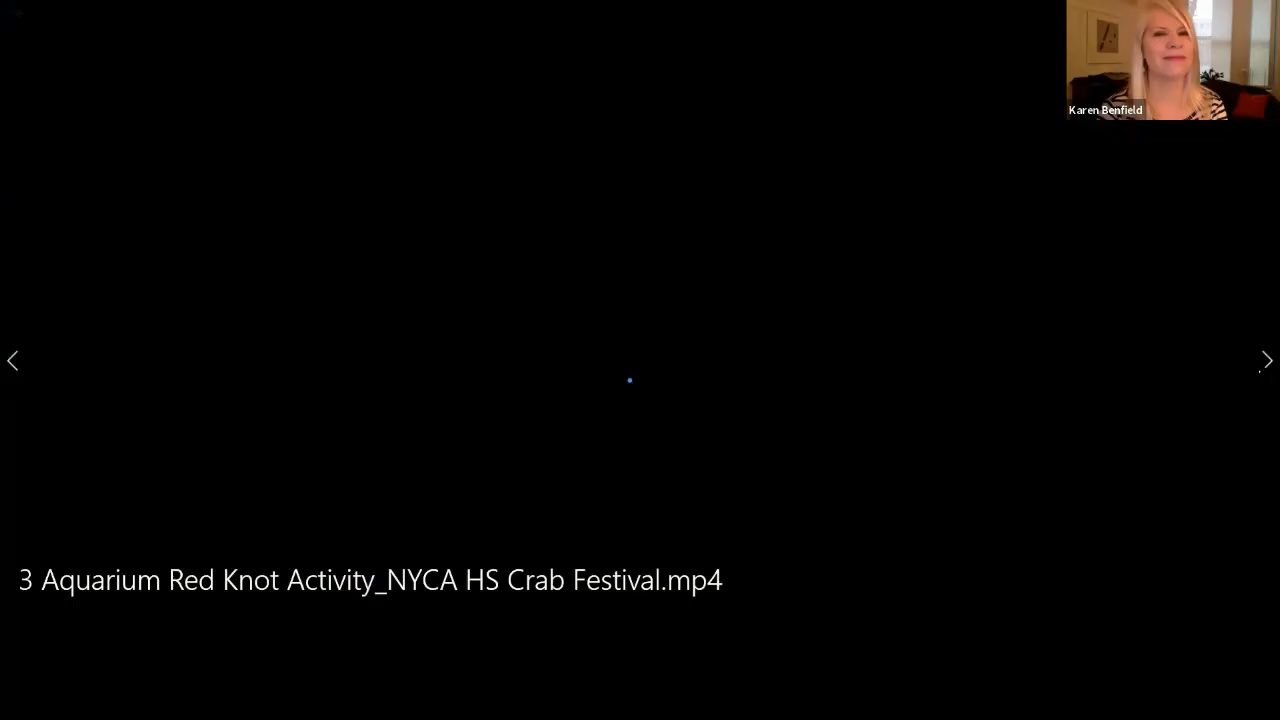 Karen Benfield
3 Aquarium Red Knot Activity_NYCA HS Crab Festival.mp4